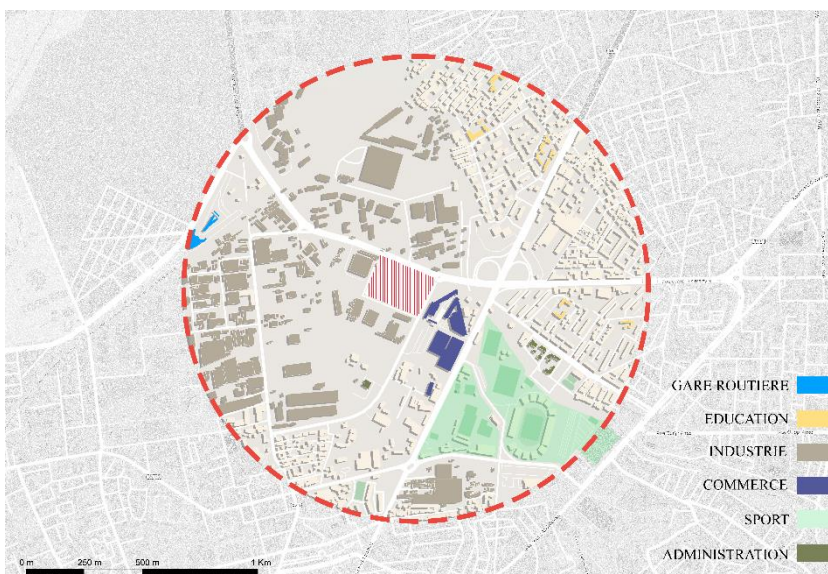 GARE ROUTIERE
EDUCATION
INDUSTRIE
COMMERCE
SPORT
ADMINISTRATION
0 m 250 m 500 m 1 Km